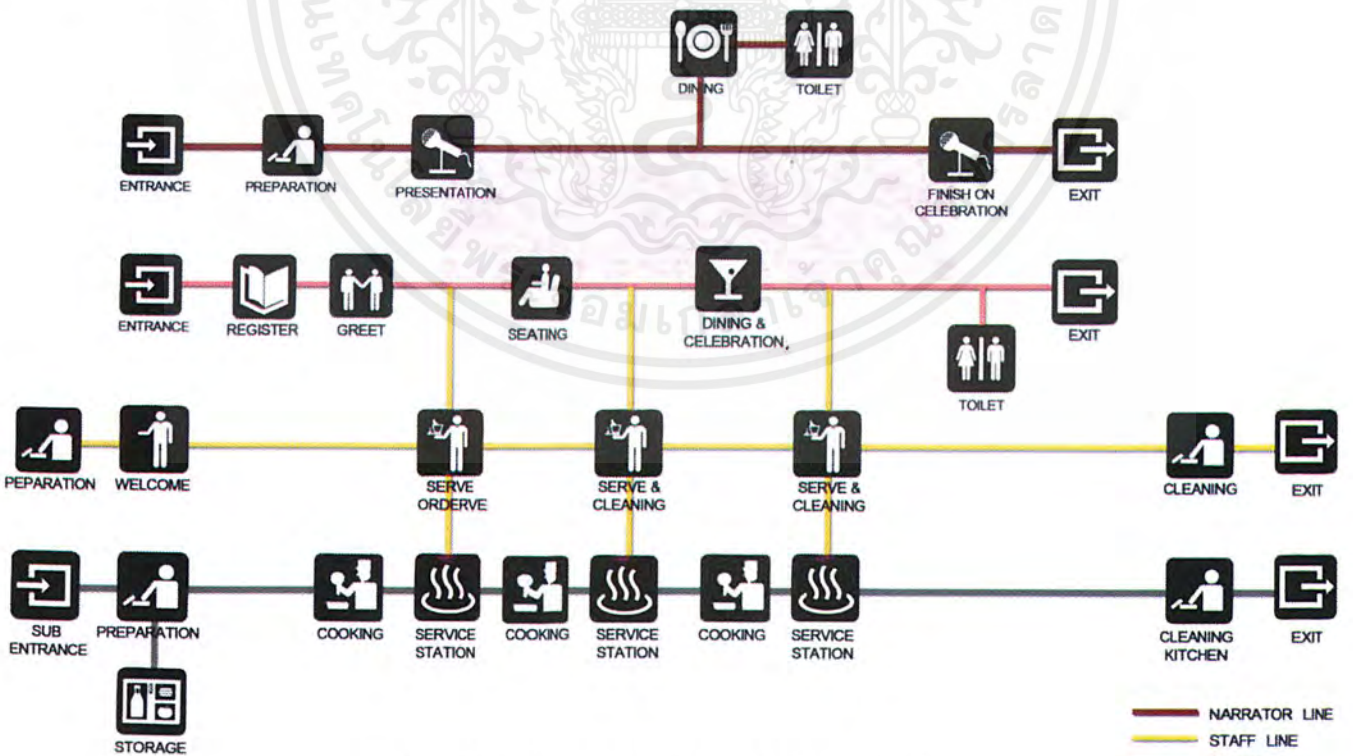 DINING
TOILET
ENTRANCE
PREPARATION
PRESENTATION
FINISH ON
CELEBRATION
EXIT
ENTRANCE
REGISTER
GREET
SEATING
DINING &
CELEBRATION,
TOILET
EXIT
PEPARATION
WELCOME
SERVE
ORDERVE
SERVE &
CLEANING
SERVE &
CLEANING
CLEANING
EXIT
SUB
ENTRANCE
PREPARATION
COOKING
SERVICE
STATION
COOKING
SERVICE
STATION
COOKING
SERVICE
STATION
CLEANING
KITCHEN
EXIT
STORAGE
NARRATOR LINE
STAFF LINE